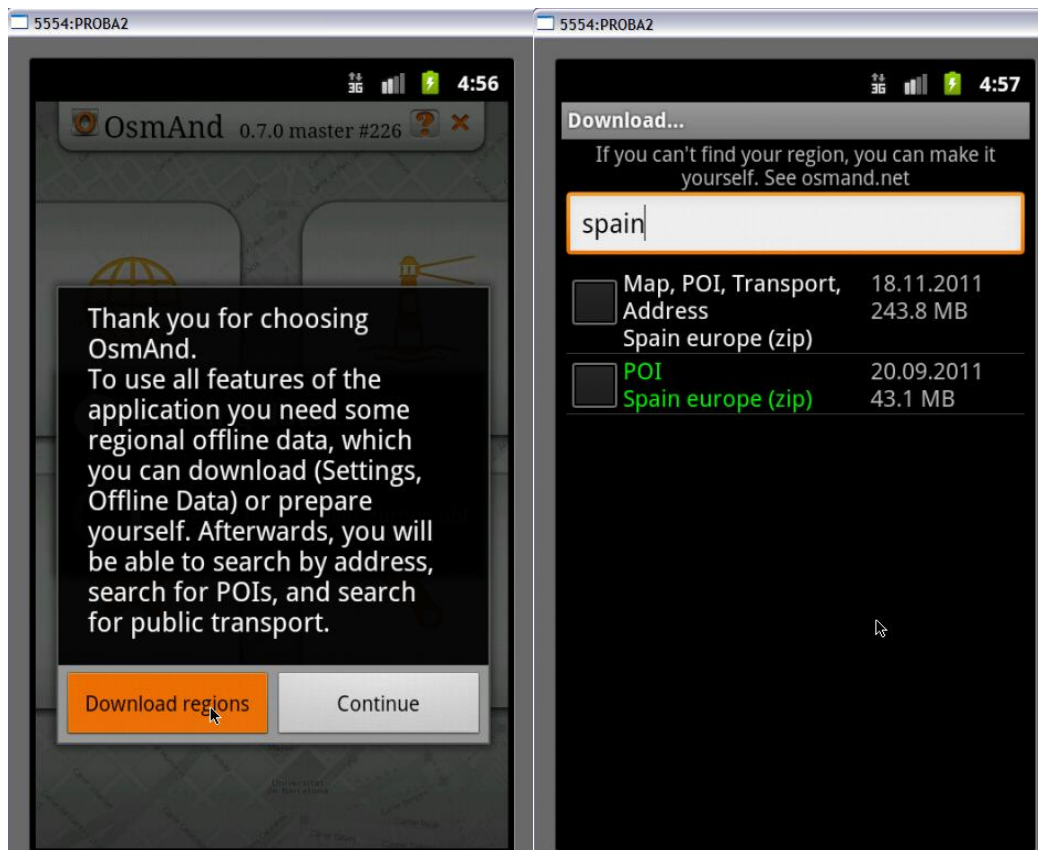 5554:PROBA2
3G
4:56
OsmAnd 0.7.0 master #226
Thank you for choosing
OsmAnd.
To use all features of the
application you need some
regional offline data, which
you can download (Settings,
Offline Data) or prepare
yourself. Afterwards, you will
be able to search by address,
search for POIs, and search
for public transport.
Download regions
Continue
Universitat
de Barcelona
5554:PROBA2
3G
4:57
Download...
If you can't find your region, you can make it
yourself. See osmand.net
spain
Map, POI, Transport,
Address
Spain europe (zip)
18.11.2011
243.8 MB
POI
Spain europe (zip)
20.09.2011
43.1 MB